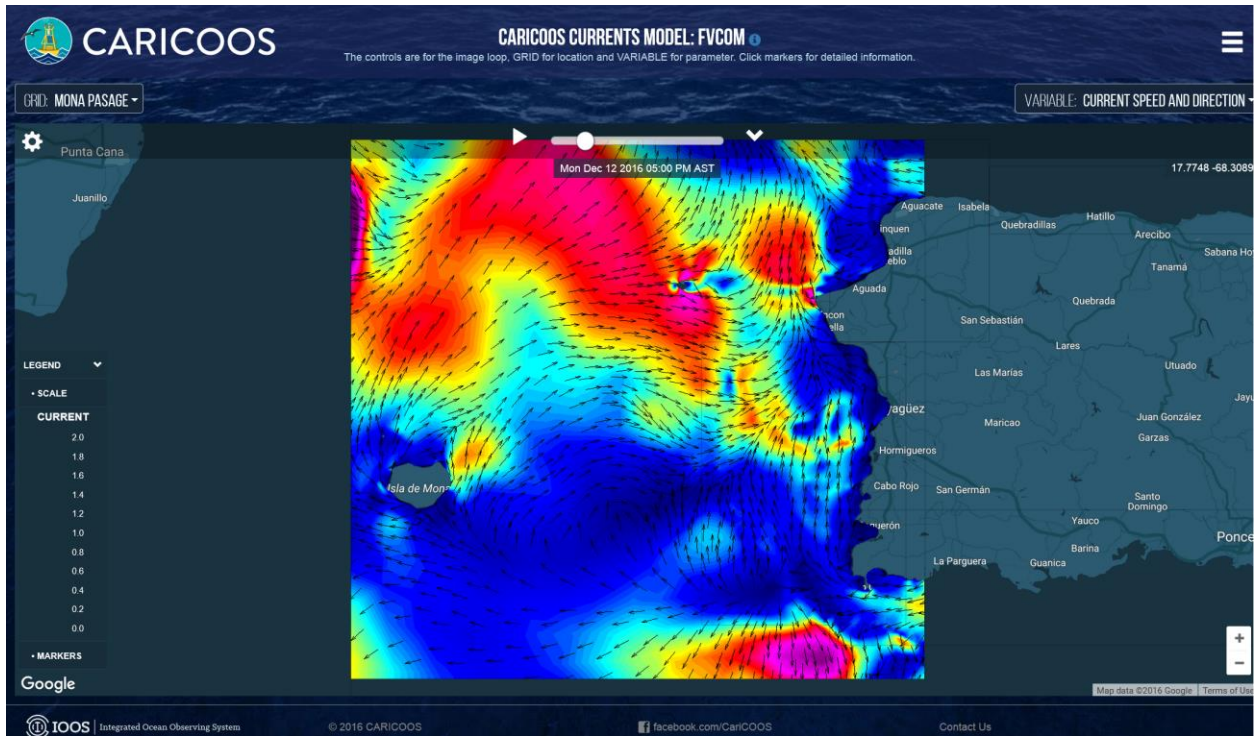 CARICOOS
CARICOOS CURRENTS MODEL: FVCOM
The controls are for the image loop, GRID for location and VARIABLE for parameter. Click markers for detailed information.
GRID: MONA PASAGE
VARIABLE: CURRENT SPEED AND DIRECTION
Punta Cana
Mon Dec 12 2016 05:00 PM AST
17.7748 -68.3089
Juanillo
Aguacate Isabela
Hatillo
Quebradillas
Arecibo
Sabana
Tanamá
Aguada
Quebrada
San Sebastián
Lares
Utuado
Las Marías
Maricao
Juan González
Garzas
Hormigueros
Isla de Mona
Cabo Rojo
San Germán
Santo
Domingo
Yauco
Ponce
Barina
La Parguera
Guanica
LEGEND
• SCALE
CURRENT
2.0
1.8
1.6
1.4
1.2
1.0
0.8
0.6
0.4
0.2
0.0
• MARKERS
+
−
Google
Map data ©2016 Google Terms of Use
IOOS Integrated Ocean Observing System
© 2016 CARICOOS
facebook.com/CariCOOS
Contact Us